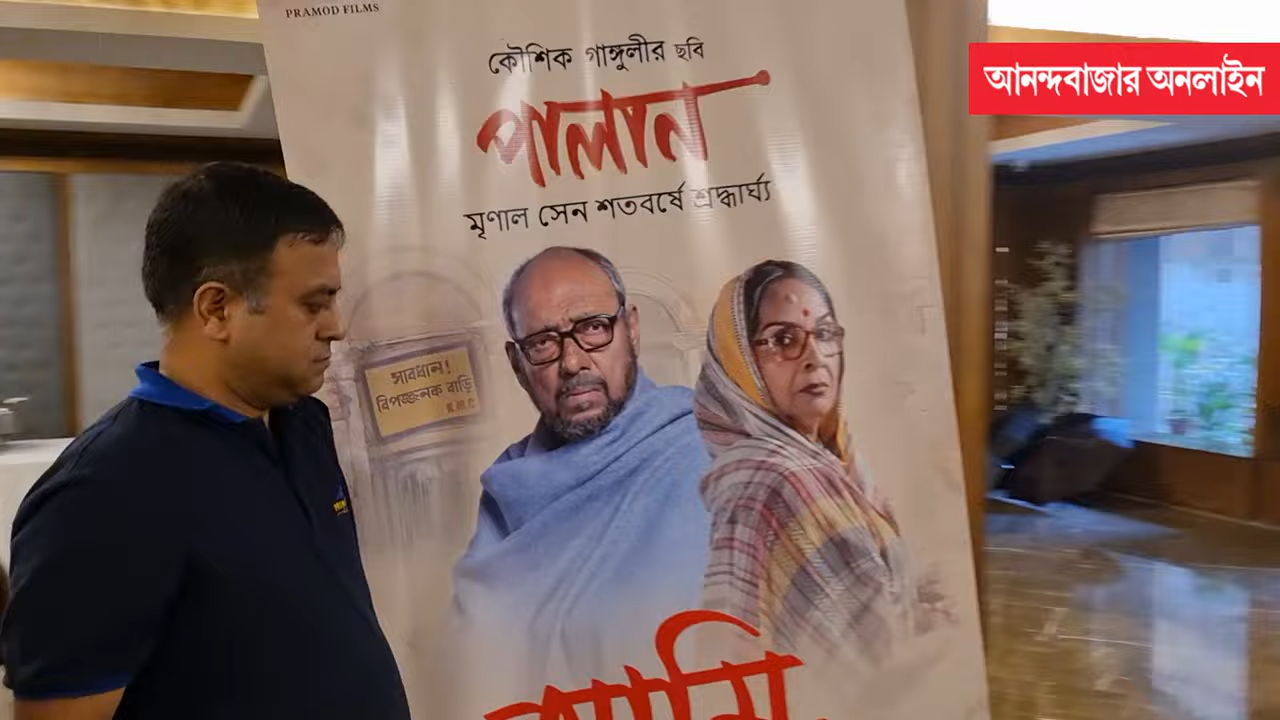 PRAMOD FILMS
কৌশিক গাঙ্গুলীর ছবি
পালান
মৃণাল সেন শতবর্ষে শ্রদ্ধার্ঘ্য
সাবধান!
বিপজ্জনক বাড়ি
K.M.C
আনন্দবাজার অনলাইন